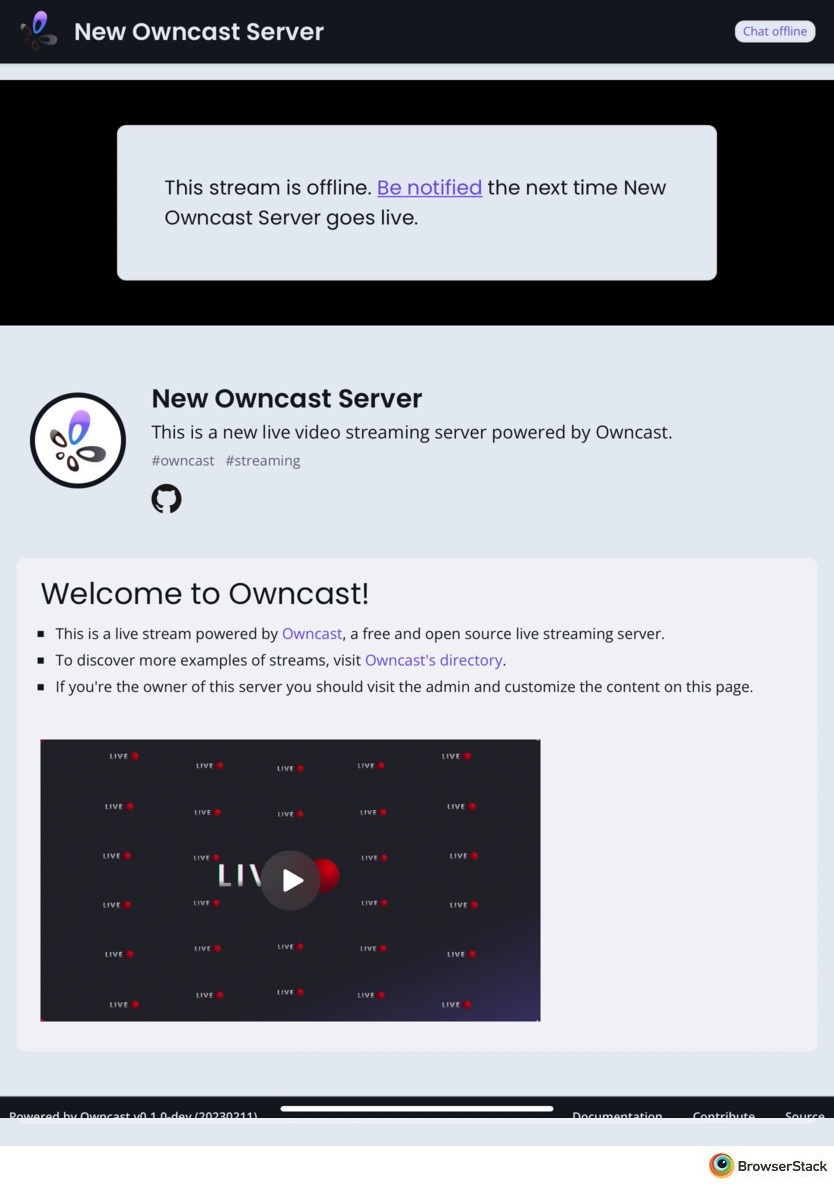 New Owncast Server
Chat offline
This stream is offline. Be notified the next time New
Owncast Server goes live.
New Owncast Server
This is a new live video streaming server powered by Owncast.
#owncast #streaming
Welcome to Owncast!
This is a live stream powered by Owncast, a free and open source live streaming server.
To discover more examples of streams, visit Owncast's directory.
If you're the owner of this server you should visit the admin and customize the content on this page.
LIVE LIVE LIVE LIVE LIVE
LIVE LIVE LIVE LIVE LIVE
LIVE LIVE LIVE LIVE
LIV
LIVE LIVE LIVE LIVE
LIVE LIVE LIVE LIVE LIVE
LIVE LIVE LIVE LIVE LIVE
Powered by Owncast v0.1.0-dev (20230211) Documentation Contribute Source
BrowserStack